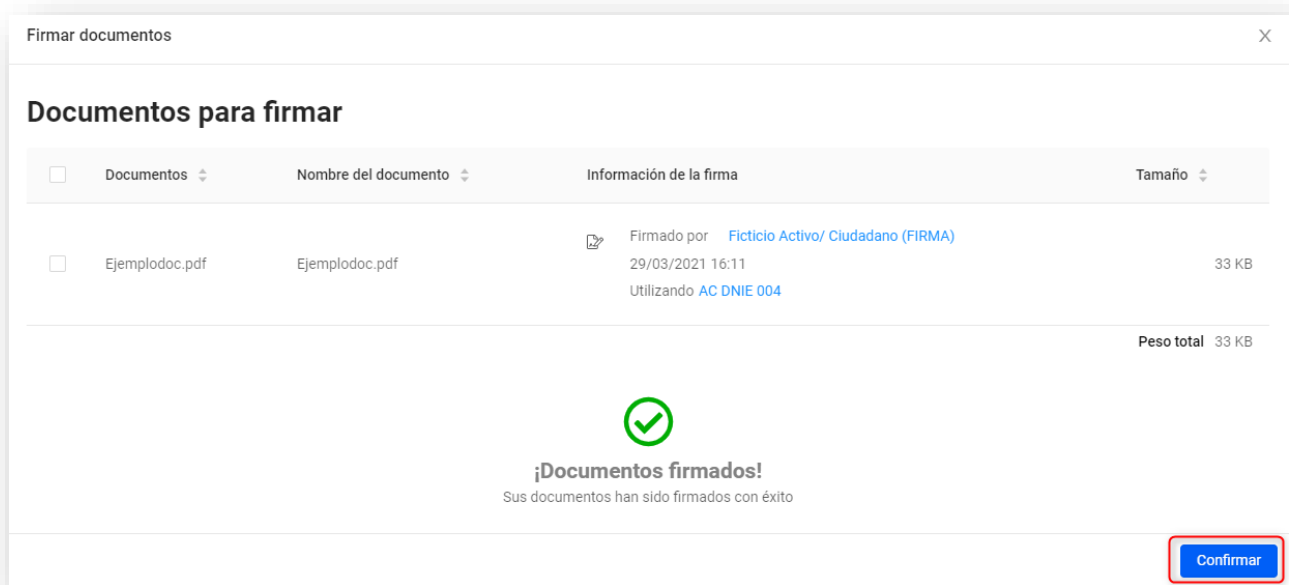 Firmar documentos
Documentos para firmar
Documentos Nombre del documento Información de la firma Tamaño
Ejemplodoc.pdf Ejemplodoc.pdf Firmado por Ficticio Activo/ Ciudadano (FIRMA) 33 KB
29/03/2021 16:11
Utilizando AC DNIE 004
Peso total 33 KB
¡Documentos firmados!
Sus documentos han sido firmados con éxito
Confirmar